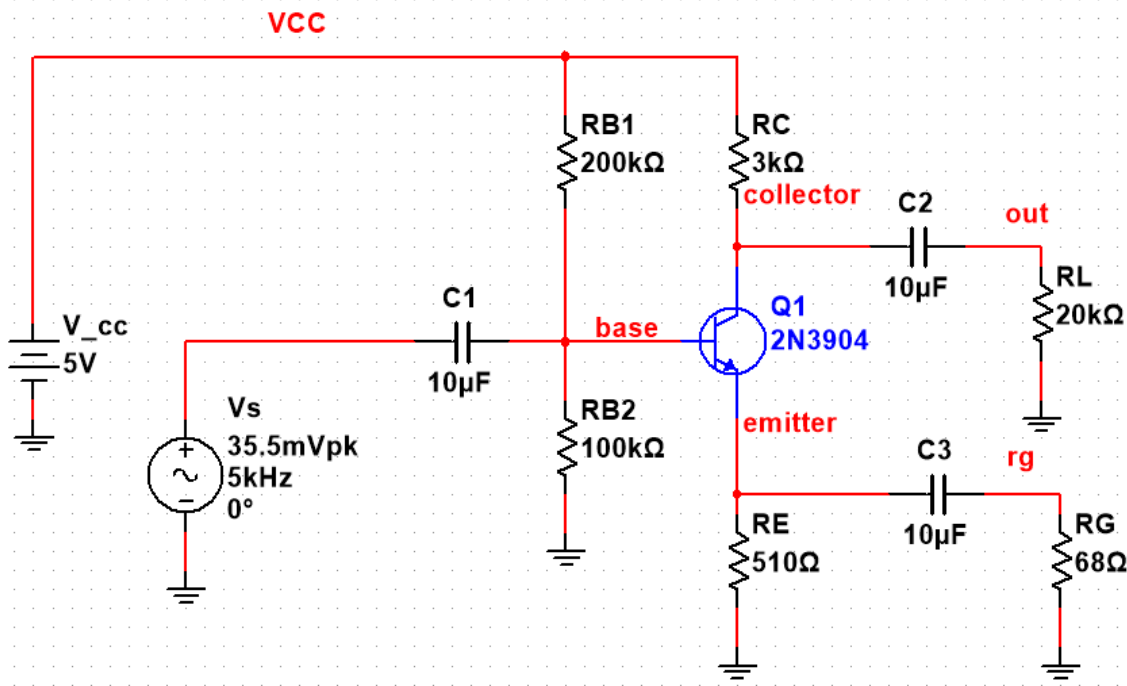 VCC
RB1
200kΩ
RC
3kΩ
collector
C2
10µF
out
RL
20kΩ
V_cc
5V
C1
10µF
base
Q1
2N3904
Vs
35.5mVpk
5kHz
0°
RB2
100kΩ
emitter
C3
10µF
rg
RE
510Ω
RG
68Ω